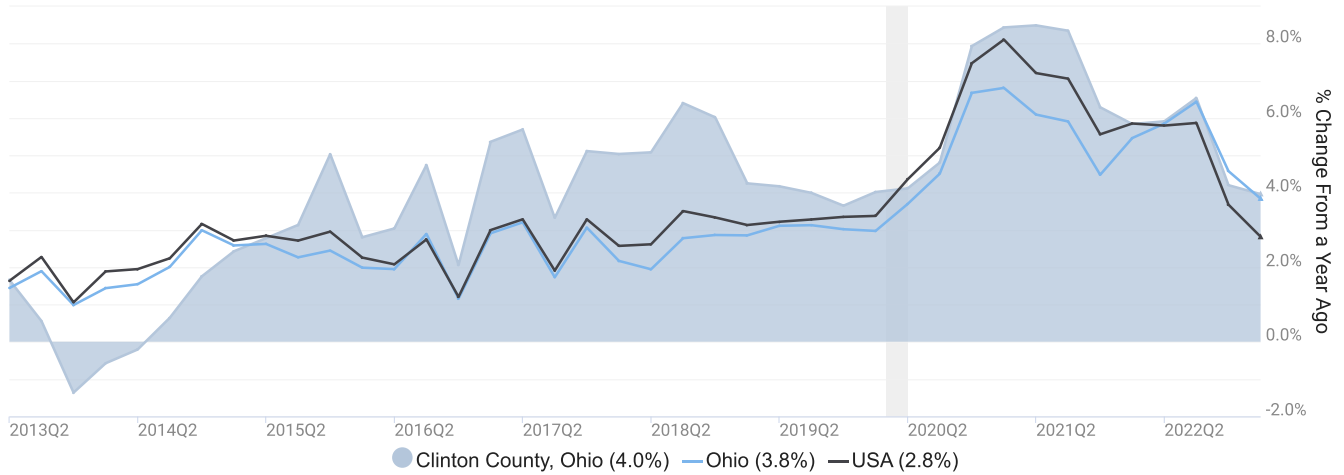 8.0%
6.0%
4.0%
2.0%
0.0%
-2.0%
% Change From a Year Ago
2013Q2 2014Q2 2015Q2 2016Q2 2017Q2 2018Q2 2019Q2 2020Q2 2021Q2 2022Q2
Clinton County, Ohio (4.0%) Ohio (3.8%) USA (2.8%)